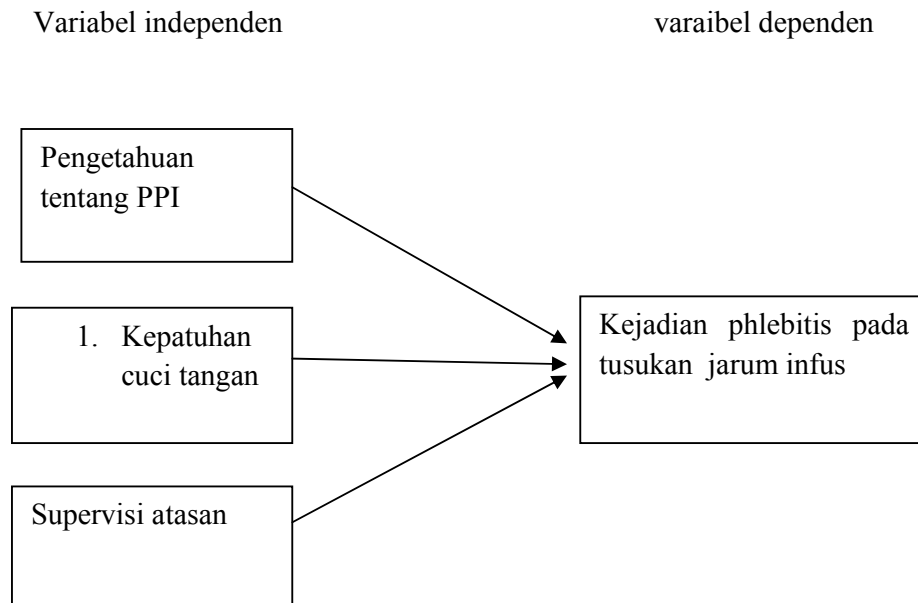 Variabel independen varaibel dependen
Pengetahuan
tentang PPI
1. Kepatuhan
cuci tangan
Kejadian phlebitis pada
tusukan jarum infus
Supervisi atasan